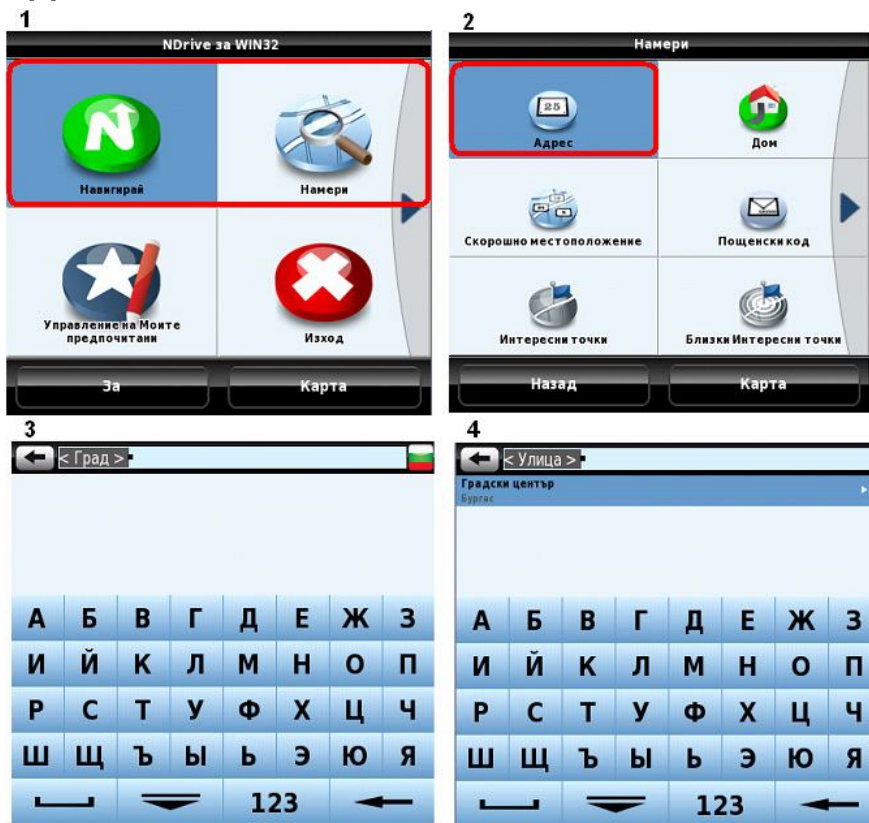 1
NDrive за WIN32
Навигирай
Намери
Управление на Моите
предпочитани
Изход
За
Карта
2
Намери
25
Адрес
Дом
Скорошно местоположение
Пощенски код
Интересни точки
Близки Интересни точки
Назад
Карта
3
< Град >
А Б В Г Д Е Ж З
И Й К Л М Н О П
Р С Т У Ф Х Ц Ч
Ш Щ Ъ Ы Ь Э Ю Я
123
4
< Улица >
Градски център
Бургас
А Б В Г Д Е Ж З
И Й К Л М Н О П
Р С Т У Ф Х Ц Ч
Ш Щ Ъ Ы Ь Э Ю Я
123